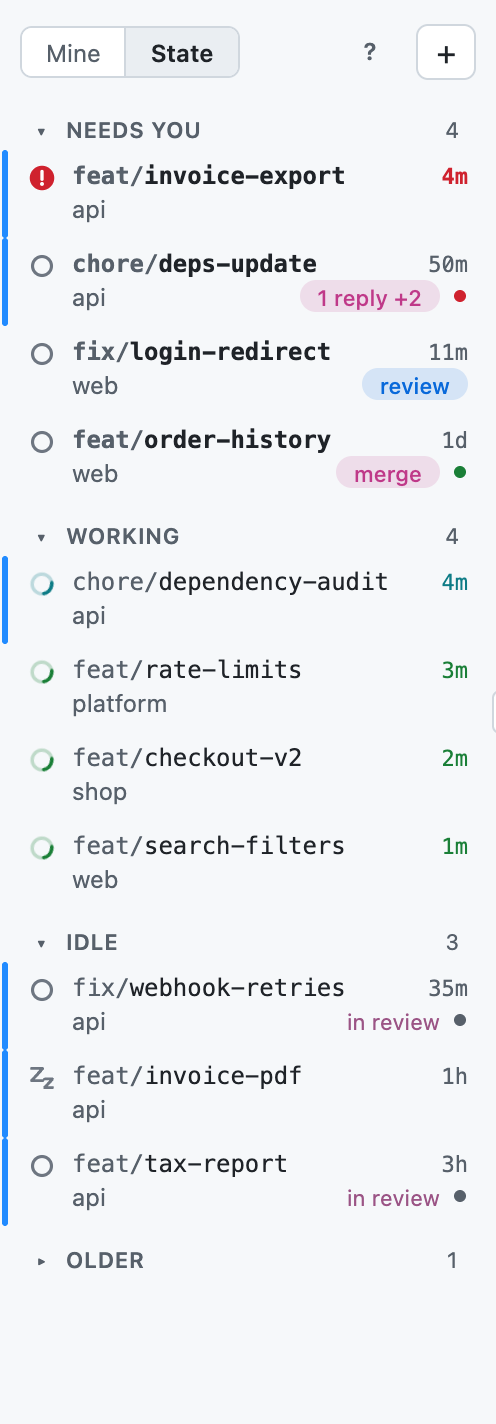 Mine State ? +
NEEDS YOU 4
feat/invoice-export 4m
api
chore/deps-update 50m
api 1 reply +2
fix/login-redirect 11m
web review
feat/order-history 1d
web merge
WORKING 4
chore/dependency-audit 4m
api
feat/rate-limits 3m
platform
feat/checkout-v2 2m
shop
feat/search-filters 1m
web
IDLE 3
fix/webhook-retries 35m
api in review
zz feat/invoice-pdf 1h
api
feat/tax-report 3h
api in review
OLDER 1